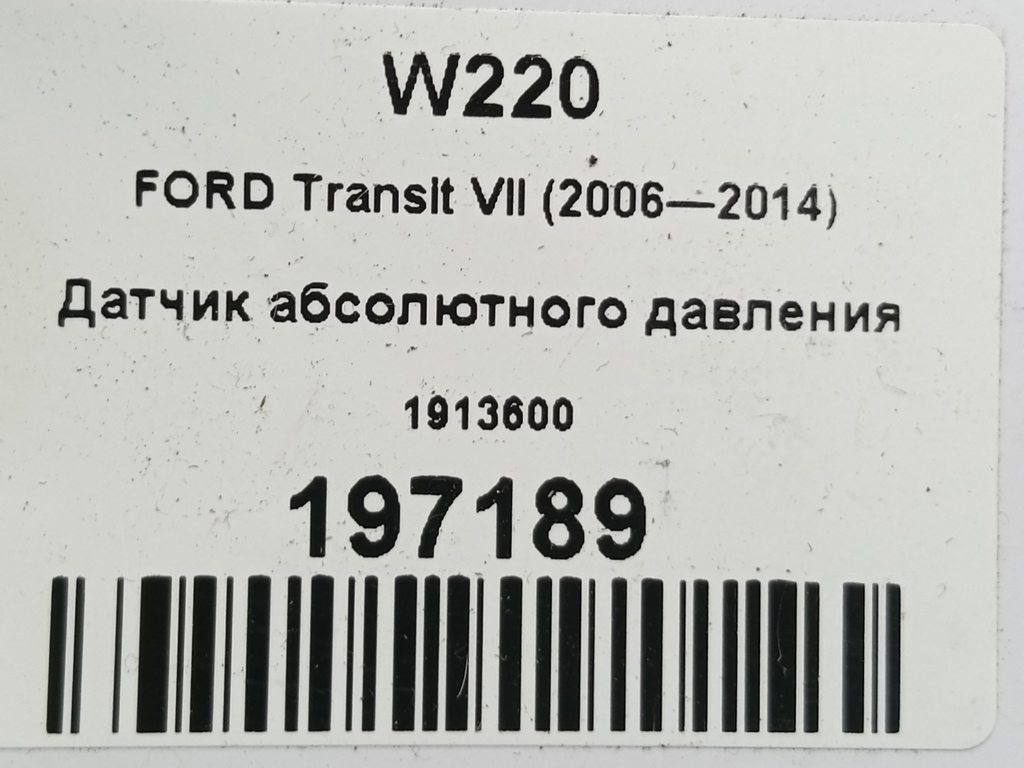 W220
FORD Transit VII (2006—2014)
Датчик абсолютного давления
1913600
197189